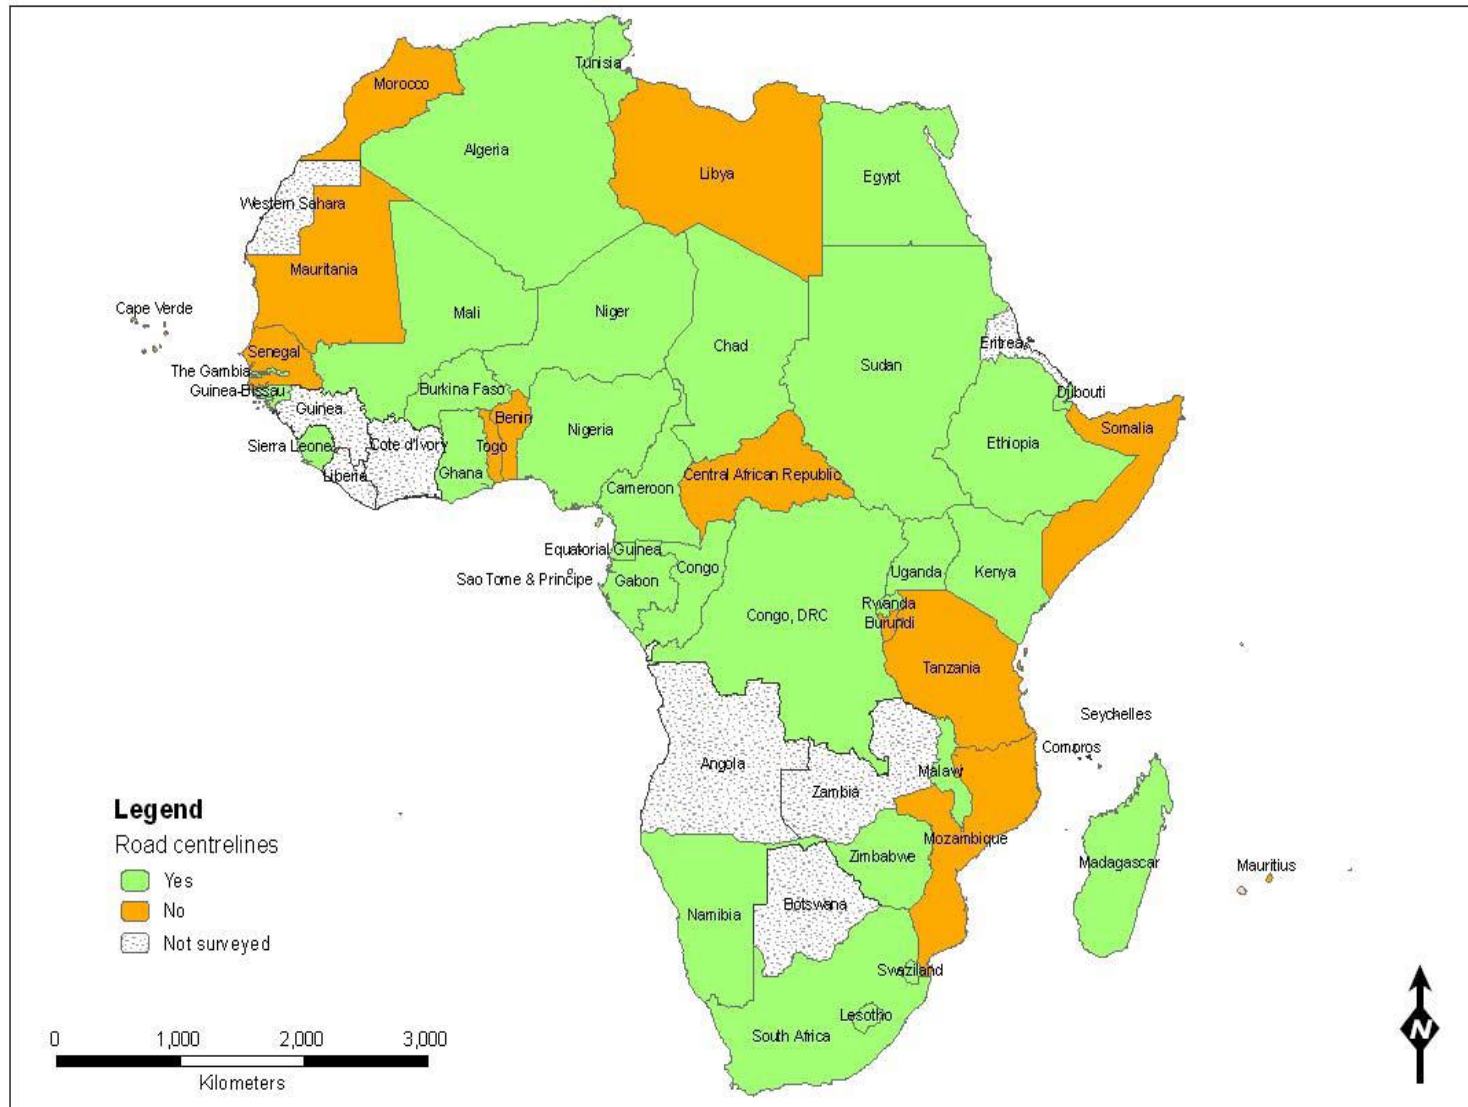 Tunisia
Morocco
Algeria
Libya
Egypt
Western Sahara
Mauritania
Cape Verde
Mali
Niger
Chad
Sudan
Eritrea
Senegal
The Gambia
Guinea-Bissau
Burkina Faso
Djibouti
Guinea
Benin
Nigeria
Somalia
Sierra Leone
Cote d'Ivory
Togo
Ethiopia
Liberia
Ghana
Cameroon
Central African Republic
Equatorial Guinea
Sao Tome & Principe
Gabon
Congo
Uganda
Kenya
Rwanda
Congo, DRC
Burundi
Tanzania
Seychelles
Comoros
Angola
Malawi
Zambia
Mozambique
Zimbabwe
Madagascar
Mauritius
Namibia
Botswana
Swaziland
Lesotho
South Africa
Legend
Road centrelines
Yes
No
Not surveyed
0 1,000 2,000 3,000
Kilometers
N